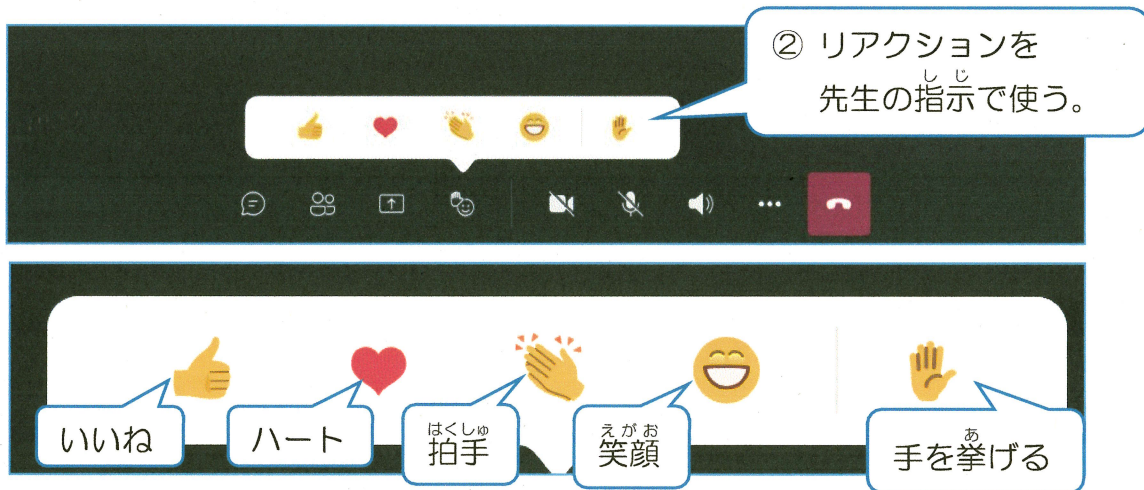 ② リアクションを
先生の指示で使う。
いいね
ハート
拍手
笑顔
手を挙げる